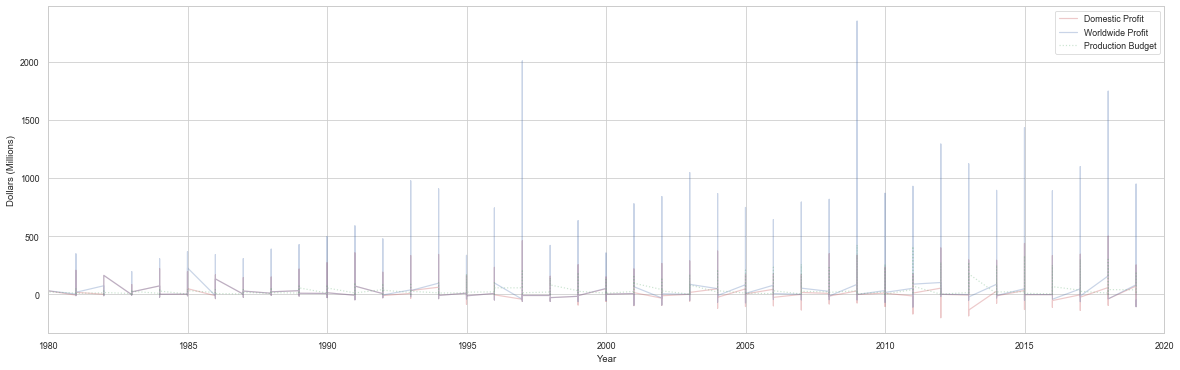 Domestic Profit
Worldwide Profit
Production Budget
2000
1500
1000
500
0
Dollars (Millions)
1980 1985 1990 1995 2000 2005 2010 2015 2020
Year